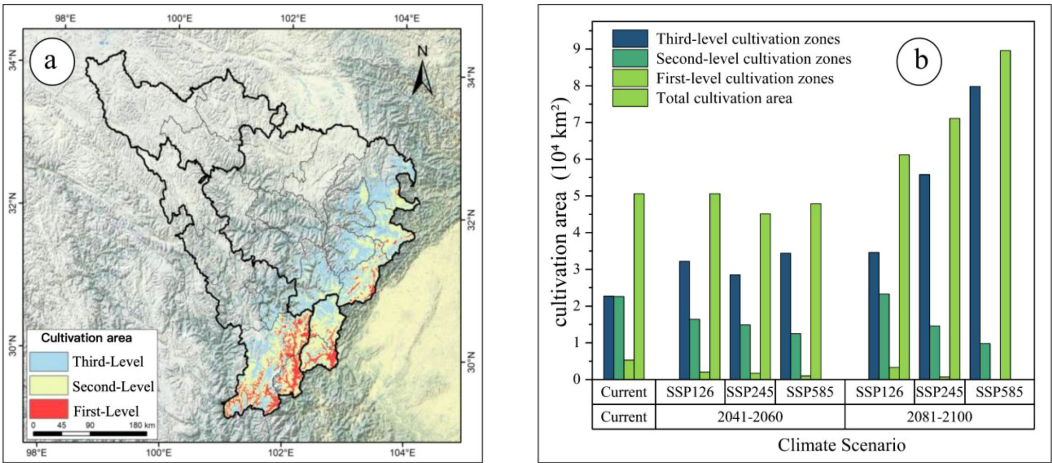 98°E 100°E 102°E 104°E
a
N
34°N
32°N
30°N
34°N
32°N
30°N
Cultivation area
Third-Level
Second-Level
First-Level
0 45 90 180 km
98°E 100°E 102°E 104°E
b
Third-level cultivation zones
Second-level cultivation zones
First-level cultivation zones
Total cultivation area
cultivation area (10⁴ km²)
9
8
7
6
5
4
3
2
1
0
Current SSP126 SSP245 SSP585 SSP126 SSP245 SSP585
Current 2041-2060 2081-2100
Climate Scenario